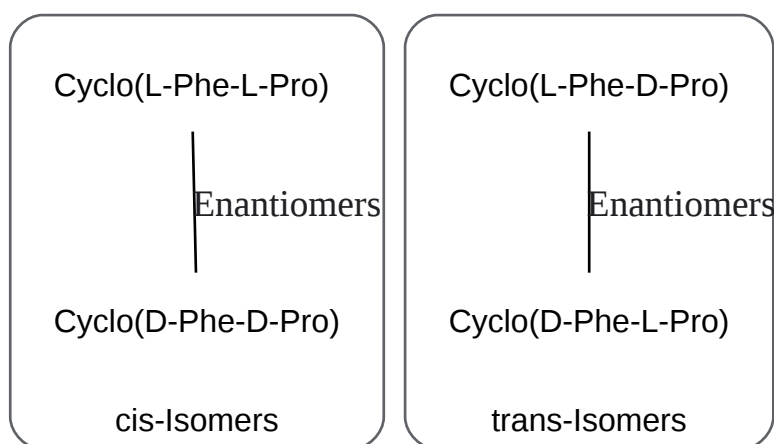 Cyclo(L-Phe-L-Pro)
Enantiomers
Cyclo(D-Phe-D-Pro)
cis-Isomers
Cyclo(L-Phe-D-Pro)
Enantiomers
Cyclo(D-Phe-L-Pro)
trans-Isomers